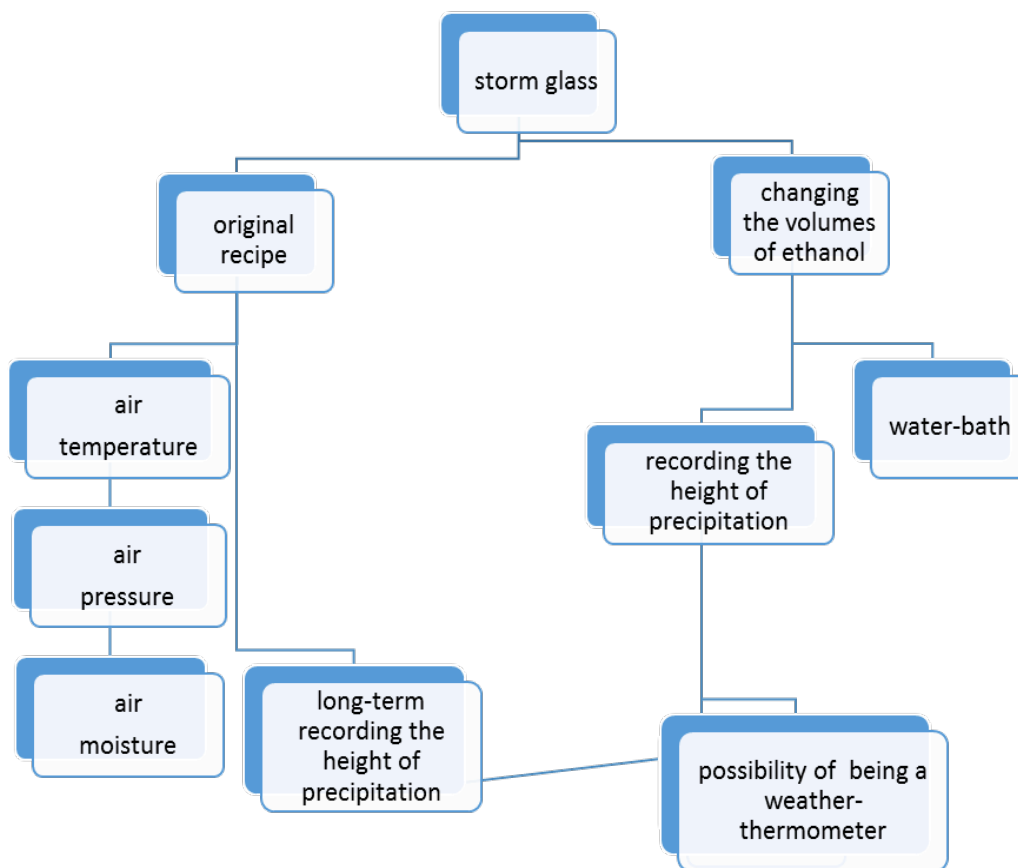 storm glass
original
recipe
changing
the volumes
of ethanol
air
temperature
water-bath
recording the
height of
precipitation
air
pressure
air
moisture
long-term
recording the
height of
precipitation
possibility of being a
weather-
thermometer